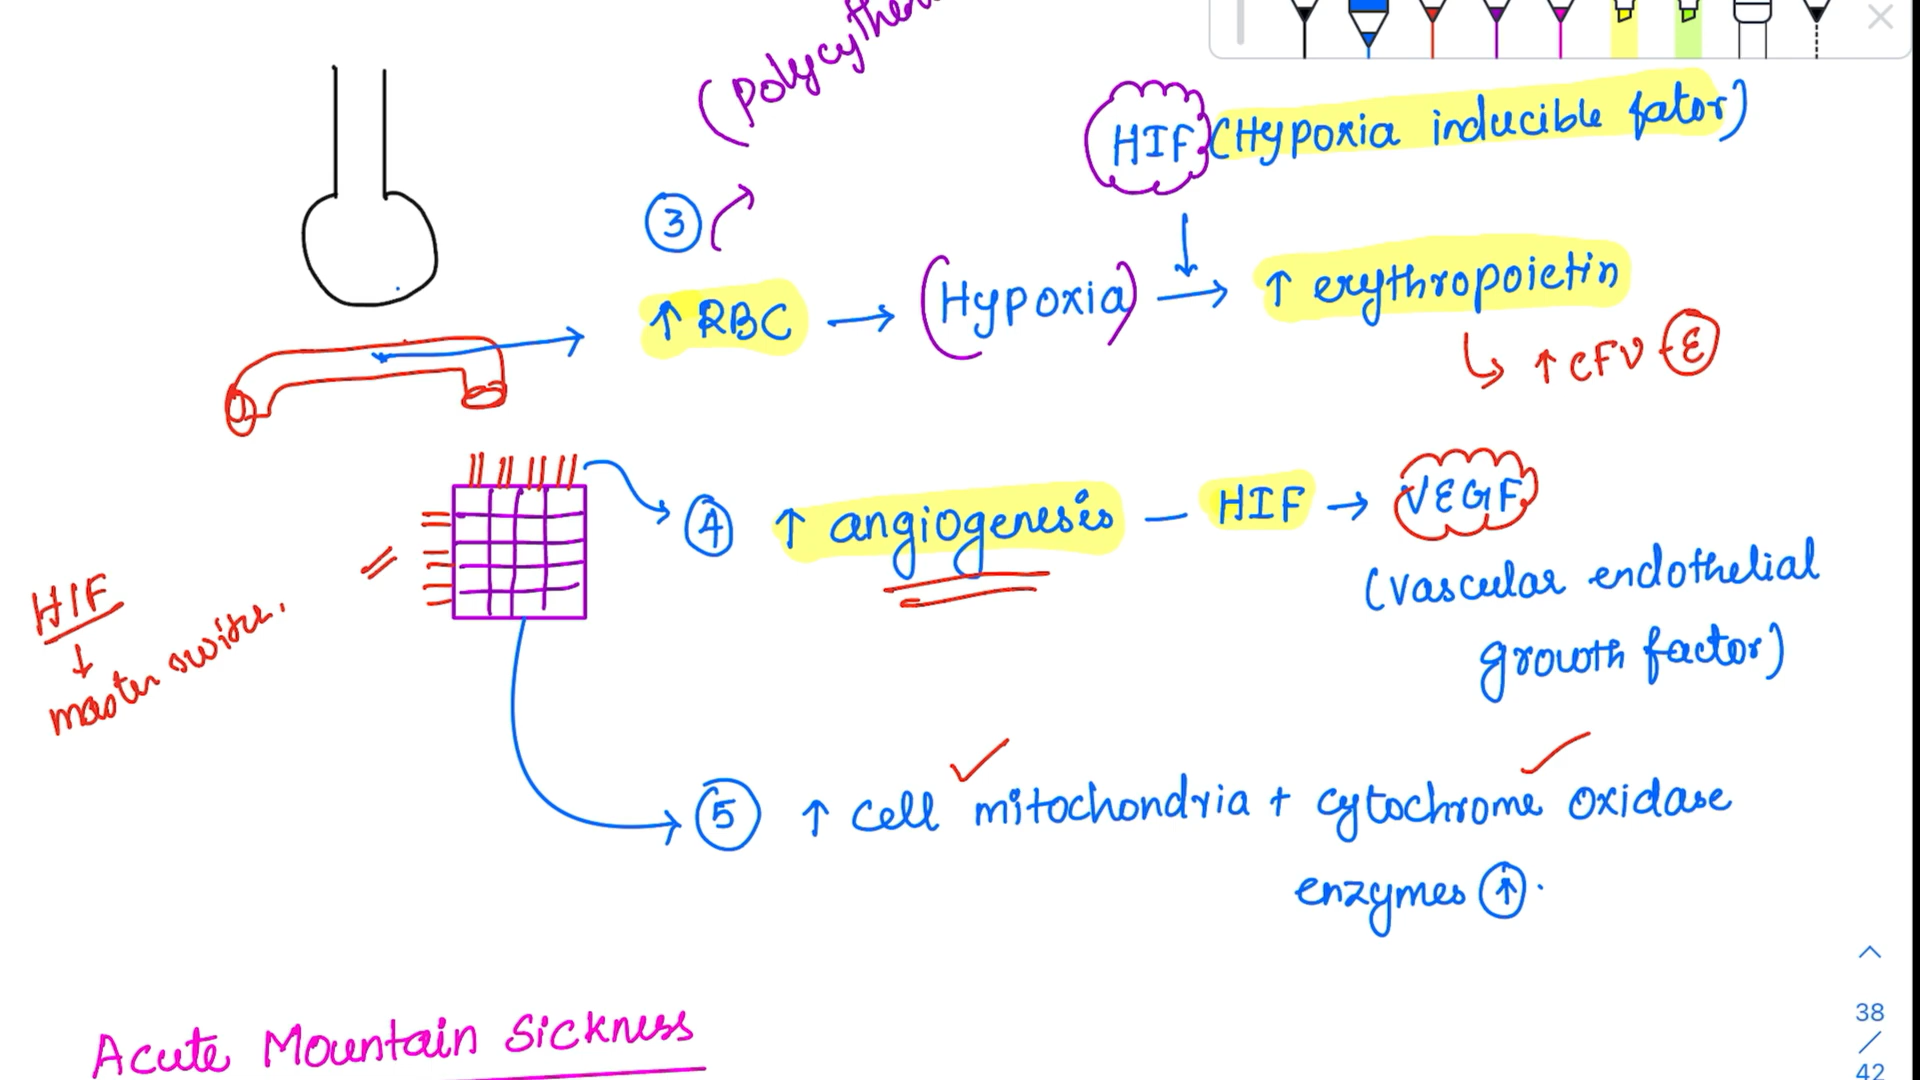 (Polycythe
HIF (Hypoxia inducible fator)
③
↑ RBC → (Hypoxia) → ↑ erythropoietin
↳ ↑ CFU-E
④ ↑ angiogenesis — HIF → VEGF
(vascular endothelial
growth factor)
HIF
↓
master switch.
⑤ ↑ cell mitochondria + cytochrome oxidase
enzymes ↑.
Acute Mountain Sickness
38
/
42